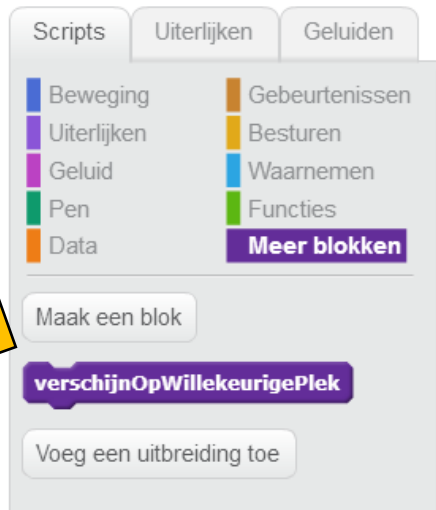 Scripts Uiterlijken Geluiden
Beweging Gebeurtenissen
Uiterlijken Besturen
Geluid Waarnemen
Pen Functies
Data Meer blokken
Maak een blok
verschijnOpWillekeurigePlek
Voeg een uitbreiding toe